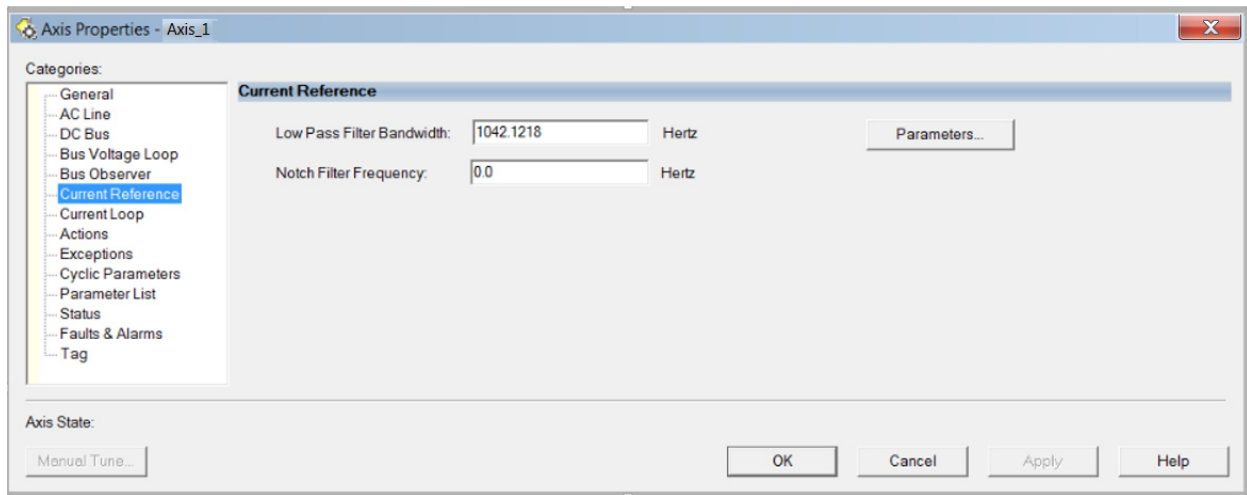 Axis Properties - Axis_1
X
Categories:
General
AC Line
DC Bus
Bus Voltage Loop
Bus Observer
Current Reference
Current Loop
Actions
Exceptions
Cyclic Parameters
Parameter List
Status
Faults & Alarms
Tag
Current Reference
Low Pass Filter Bandwidth: 1042.1218 Hertz Parameters...
Notch Filter Frequency: 0.0 Hertz
Axis State:
Manual Tune... OK Cancel Apply Help